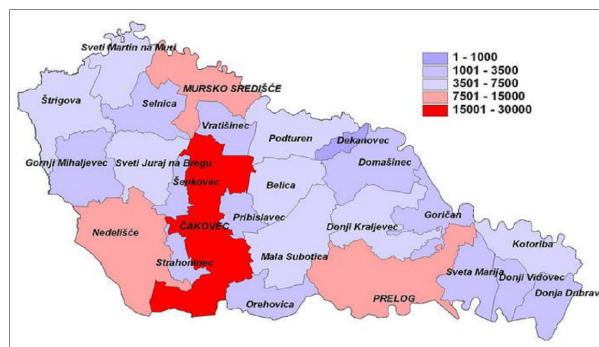 Sveti Martin na Muri
MURSKO SREDIŠĆE
Štrigova
Selnica
Vratišinec
Podturen
Dekanovec
Domašinec
Gornji Mihaljevec
Sveti Juraj na Bregu
Šenkovec
Belica
Pribislavec
Goričan
Nedelišće
ČAKOVEC
Donji Kraljevec
Kotoriba
Strahoninec
Mala Subotica
Sveta Marija
Donji Vidovec
Donja Dubrav
Orehovica
PRELOG
1 - 1000
1001 - 3500
3501 - 7500
7501 - 15000
15001 - 30000